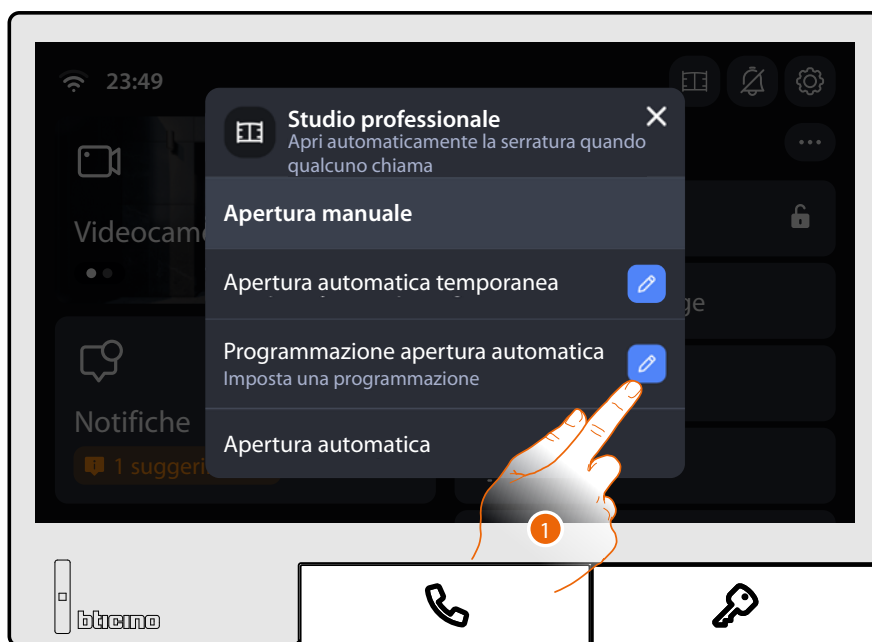 23:49
Studio professionale
Apri automaticamente la serratura quando
qualcuno chiama
Apertura manuale
Videocam
Apertura automatica temporanea
ge
Programmazione apertura automatica
Imposta una programmazione
Notifiche
Apertura automatica
1 suggeri
1
bticino